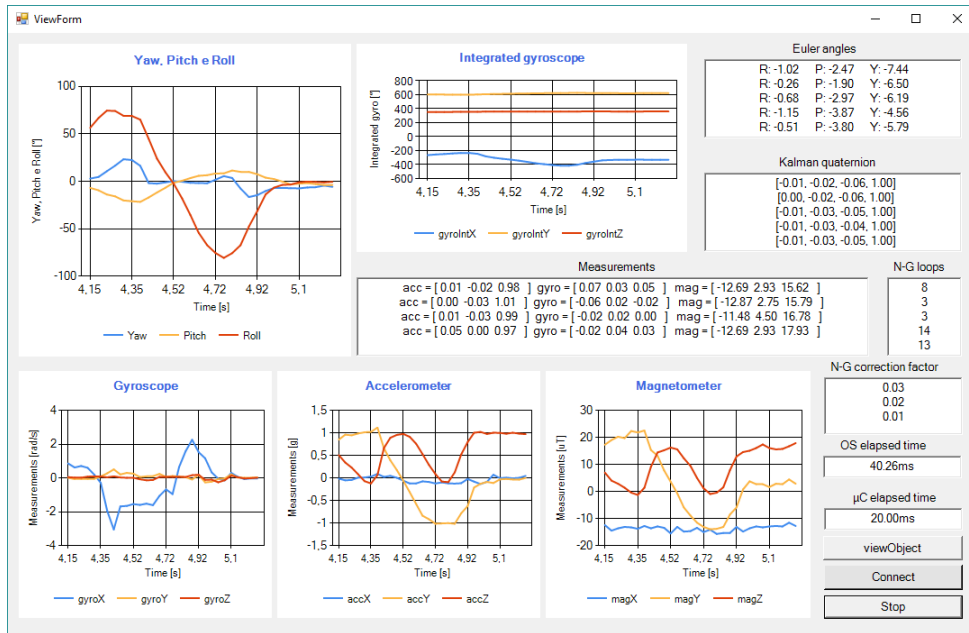 ViewForm
Yaw, Pitch e Roll
100
50
0
-50
-100
Yaw, Pitch e Roll [°]
4,15 4,35 4,52 4,72 4,92 5,1
Time [s]
Yaw Pitch Roll
Integrated gyroscope
800
600
400
200
0
-200
-400
-600
Integrated gyro [°]
4,15 4,35 4,52 4,72 4,92 5,1
Time [s]
gyroIntX gyroIntY gyroIntZ
Euler angles
R: -1.02 P: -2.47 Y: -7.44
R: -0.26 P: -1.90 Y: -6.50
R: -0.68 P: -2.97 Y: -6.19
R: -1.15 P: -3.87 Y: -4.56
R: -0.51 P: -3.80 Y: -5.79
Kalman quaternion
[-0.01, -0.02, -0.06, 1.00]
[0.00, -0.02, -0.06, 1.00]
[-0.01, -0.03, -0.05, 1.00]
[-0.01, -0.03, -0.04, 1.00]
[-0.01, -0.03, -0.05, 1.00]
Measurements
acc = [ 0.01 -0.02 0.98 ] gyro = [ 0.07 0.03 0.05 ] mag = [ -12.69 2.93 15.62 ]
acc = [ 0.00 -0.03 1.01 ] gyro = [ -0.06 0.02 -0.02 ] mag = [ -12.87 2.75 15.79 ]
acc = [ 0.01 -0.03 0.99 ] gyro = [ -0.02 0.02 0.00 ] mag = [ -11.48 4.50 16.78 ]
acc = [ 0.05 0.00 0.97 ] gyro = [ -0.02 0.04 0.03 ] mag = [ -12.69 2.93 17.93 ]
N-G loops
8
3
3
14
13
Gyroscope
4
2
0
-2
-4
Measurements [rad/s]
4,15 4,35 4,52 4,72 4,92 5,1
Time [s]
gyroX gyroY gyroZ
Accelerometer
1.5
1
0.5
0
-0.5
-1
-1.5
Measurements [g]
4,15 4,35 4,52 4,72 4,92 5,1
Time [s]
accX accY accZ
Magnetometer
30
20
10
0
-10
-20
Measurements [uT]
4,15 4,35 4,52 4,72 4,92 5,1
Time [s]
magX magY magZ
N-G correction factor
0.03
0.02
0.01
OS elapsed time
40.26ms
µC elapsed time
20.00ms
viewObject
Connect
Stop